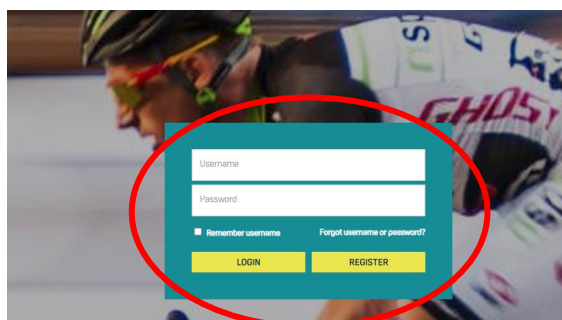 GHOST
Username
Password
Remember username
Forgot username or password?
LOGIN
REGISTER